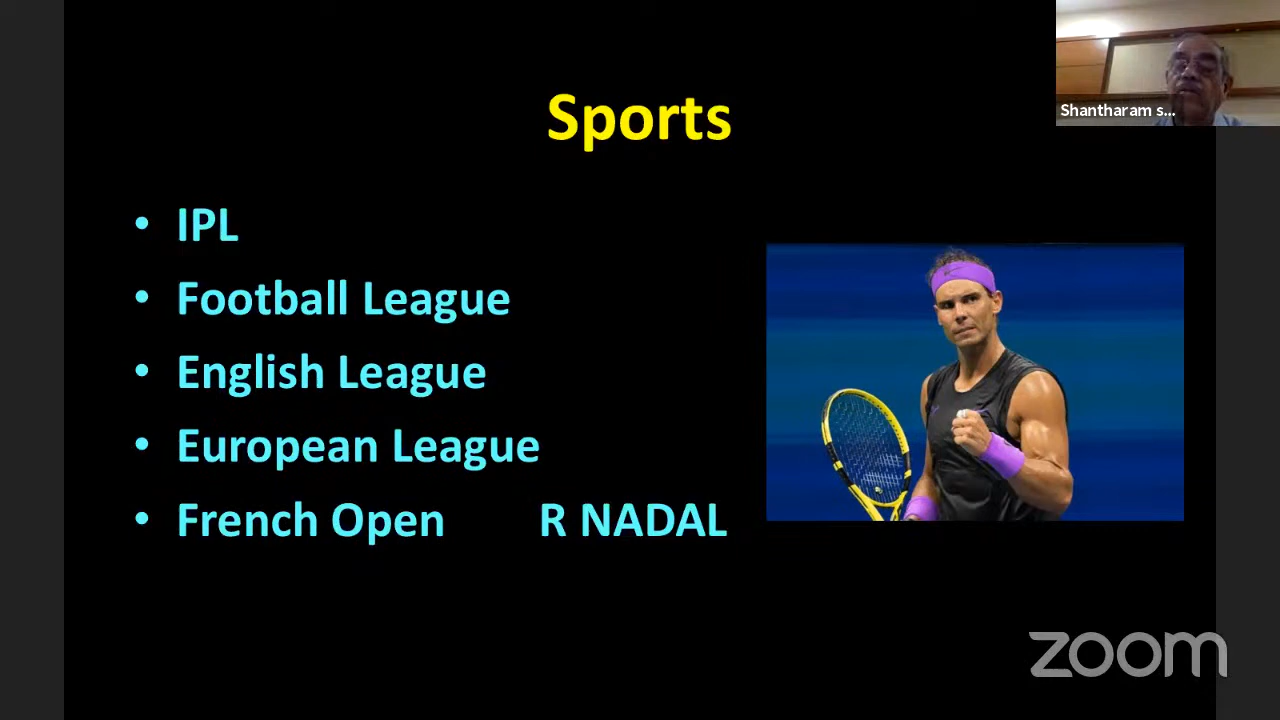 Sports
• IPL
• Football League
• English League
• European League
• French Open R NADAL
Shantharam s...
zoom